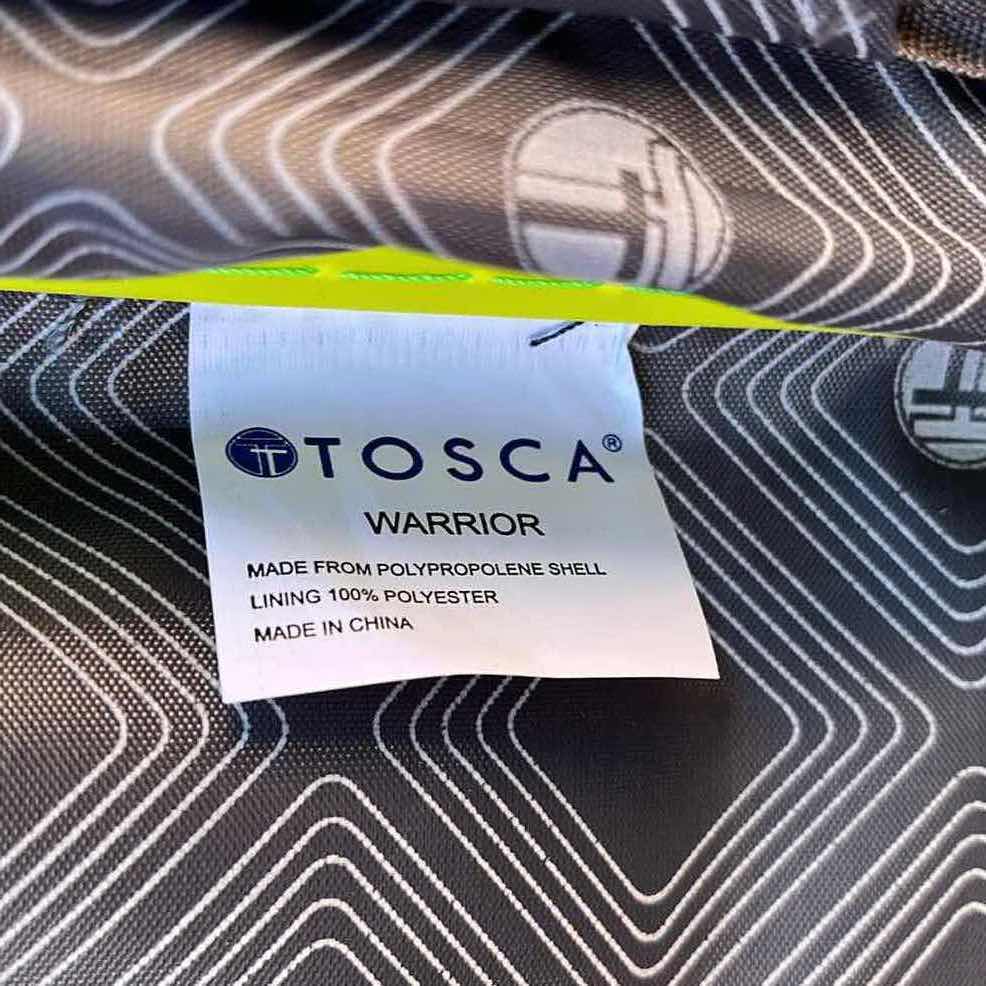 TOSCA®
WARRIOR
MADE FROM POLYPROPOLENE SHELL
LINING 100% POLYESTER
MADE IN CHINA